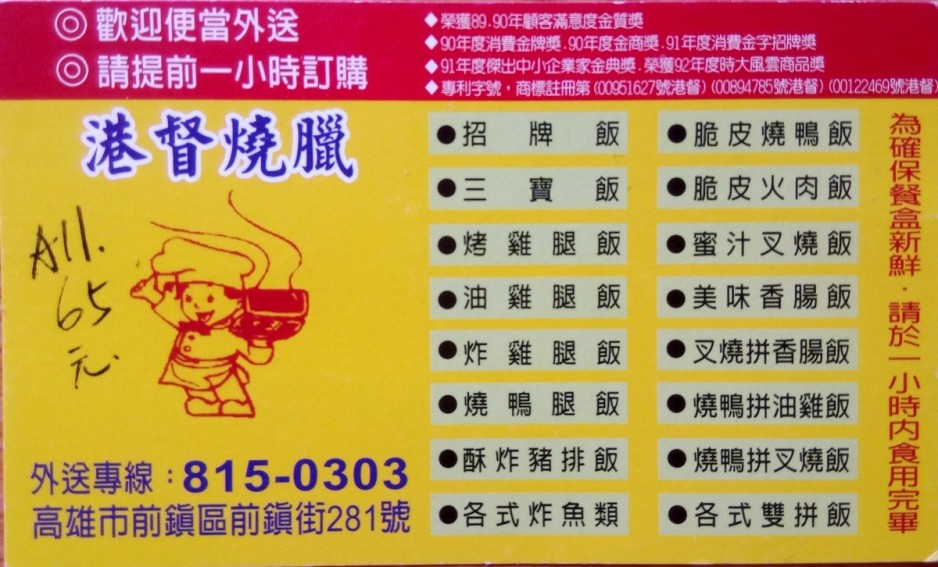 ◎ 歡迎便當外送
◎ 請提前一小時訂購
◆榮獲89.90年顧客滿意度金質獎
◆90年度消費金牌獎.90年度金商獎.91年度消費金字招牌獎
◆91年度傑出中小企業家金典獎.榮獲92年度時大風雲商品獎
◆專利字號，商標註冊第(00951627號港督)(00894785號港督)(00122469號港督)
港督燒臘
All.
65
元
外送專線：815-0303
高雄市前鎮區前鎮街281號
●招牌飯
●三寶飯
●烤雞腿飯
●油雞腿飯
●炸雞腿飯
●燒鴨腿飯
●酥炸豬排飯
●各式炸魚類
●脆皮燒鴨飯
●脆皮火肉飯
●蜜汁叉燒飯
●美味香腸飯
●叉燒拼香腸飯
●燒鴨拼油雞飯
●燒鴨拼叉燒飯
●各式雙拼飯
為確保餐盒新鮮．請於一小時內食用完畢